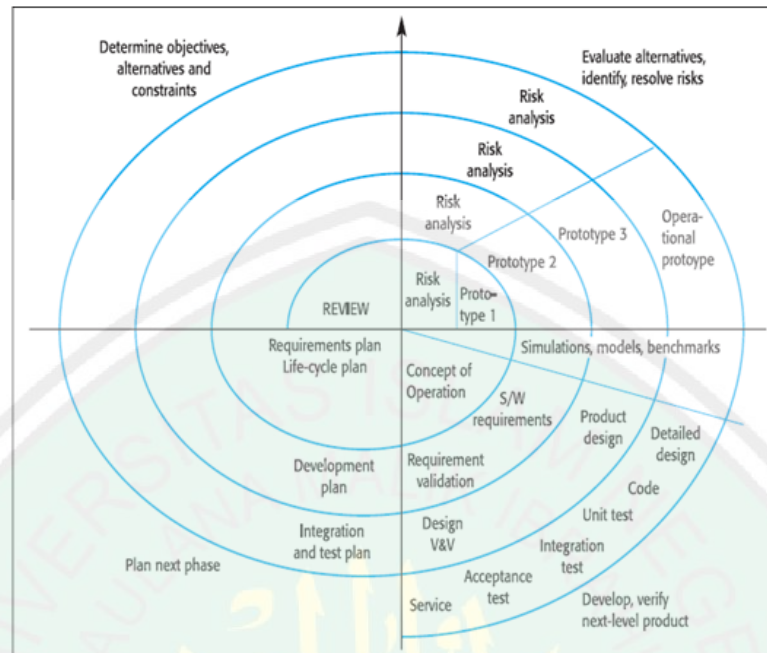 Determine objectives,
alternatives and
constraints
Evaluate alternatives,
identify, resolve risks
Risk
analysis
Risk
analysis
Risk
analysis
Risk
analysis
Proto-
type 1
Prototype 2
Prototype 3
Opera-
tional
protoype
REVIEW
Requirements plan
Life-cycle plan
Simulations, models, benchmarks
Concept of
Operation
S/W
requirements
Product
design
Detailed
design
Development
plan
Requirement
validation
Code
Unit test
Integration
and test plan
Design
V&V
Integration
test
Plan next phase
Acceptance
test
Service
Develop, verify
next-level product